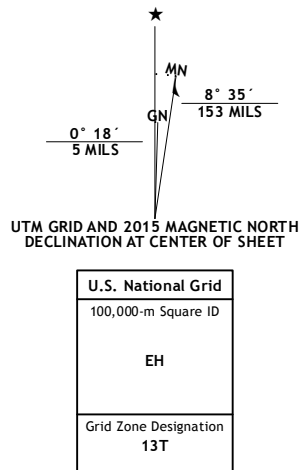 MN
GN
8° 35´
153 MILS
0° 18´
5 MILS
UTM GRID AND 2015 MAGNETIC NORTH
DECLINATION AT CENTER OF SHEET
U.S. National Grid
100,000-m Square ID
EH
Grid Zone Designation
13T